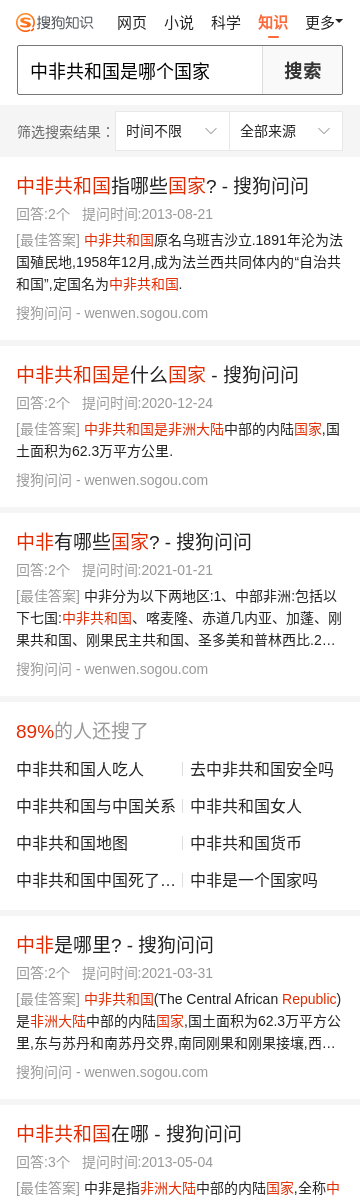 搜狗知识 网页 小说 科学 知识 更多
中非共和国是哪个国家 搜索
筛选搜索结果： 时间不限 全部来源
中非共和国指哪些国家? - 搜狗问问
回答:2个 提问时间:2013-08-21
[最佳答案] 中非共和国原名乌班吉沙立.1891年沦为法
国殖民地,1958年12月,成为法兰西共同体内的“自治共
和国”,定国名为中非共和国.
搜狗问问 - wenwen.sogou.com
中非共和国是什么国家 - 搜狗问问
回答:2个 提问时间:2020-12-24
[最佳答案] 中非共和国是非洲大陆中部的内陆国家,国
土面积为62.3万平方公里.
搜狗问问 - wenwen.sogou.com
中非有哪些国家? - 搜狗问问
回答:2个 提问时间:2021-01-21
[最佳答案] 中非分为以下两地区:1、中部非洲:包括以
下七国:中非共和国、喀麦隆、赤道几内亚、加蓬、刚
果共和国、刚果民主共和国、圣多美和普林西比.2…
搜狗问问 - wenwen.sogou.com
89%的人还搜了
中非共和国人吃人 去中非共和国安全吗
中非共和国与中国关系 中非共和国女人
中非共和国地图 中非共和国货币
中非共和国中国死了… 中非是一个国家吗
中非是哪里? - 搜狗问问
回答:2个 提问时间:2021-03-31
[最佳答案] 中非共和国(The Central African Republic)
是非洲大陆中部的内陆国家,国土面积为62.3万平方公
里,东与苏丹和南苏丹交界,南同刚果和刚果接壤,西…
搜狗问问 - wenwen.sogou.com
中非共和国在哪 - 搜狗问问
回答:3个 提问时间:2013-05-04
[最佳答案] 中非是指非洲大陆中部的内陆国家,全称中